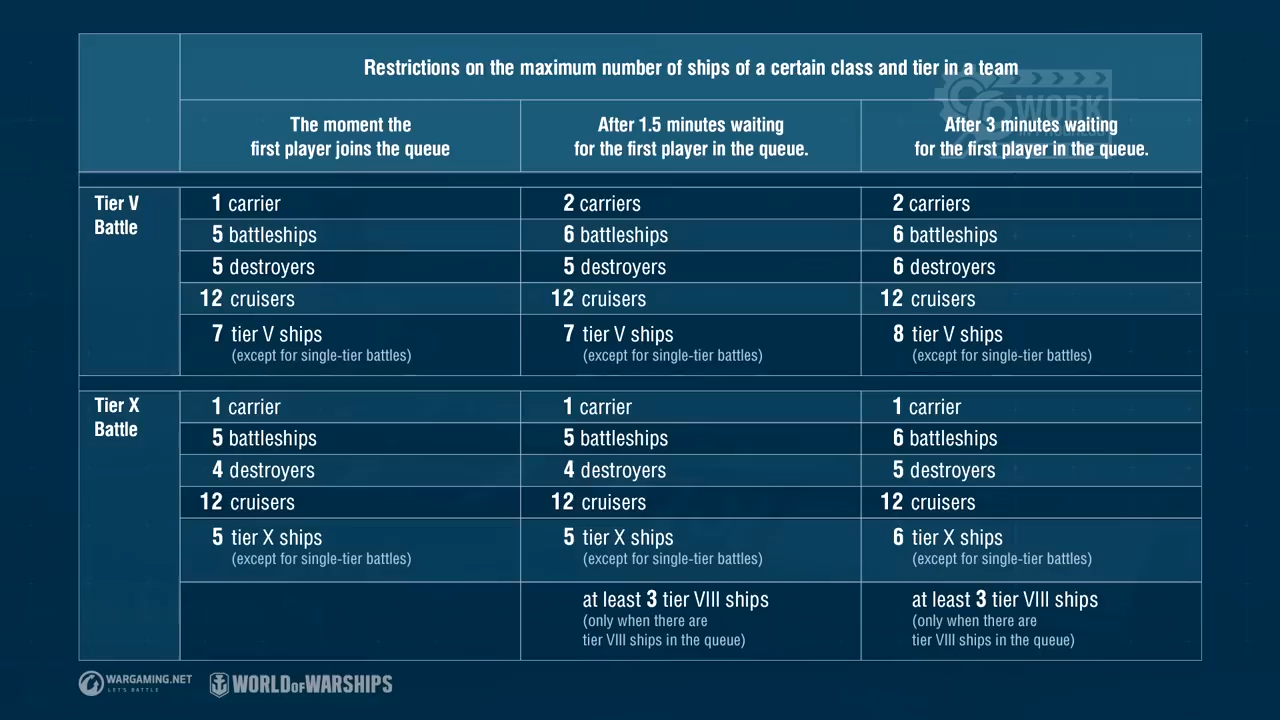 Restrictions on the maximum number of ships of a certain class and tier in a team
WORK
IN PROGRESS
The moment the
first player joins the queue
After 1.5 minutes waiting
for the first player in the queue.
After 3 minutes waiting
for the first player in the queue.
Tier V
Battle
1 carrier
2 carriers
2 carriers
5 battleships
6 battleships
6 battleships
5 destroyers
5 destroyers
6 destroyers
12 cruisers
12 cruisers
12 cruisers
7 tier V ships
(except for single-tier battles)
7 tier V ships
(except for single-tier battles)
8 tier V ships
(except for single-tier battles)
Tier X
Battle
1 carrier
1 carrier
1 carrier
5 battleships
5 battleships
6 battleships
4 destroyers
4 destroyers
5 destroyers
12 cruisers
12 cruisers
12 cruisers
5 tier X ships
(except for single-tier battles)
5 tier X ships
(except for single-tier battles)
6 tier X ships
(except for single-tier battles)
at least 3 tier VIII ships
(only when there are
tier VIII ships in the queue)
at least 3 tier VIII ships
(only when there are
tier VIII ships in the queue)
WARGAMING.NET
LET'S BATTLE
WORLD OF WARSHIPS